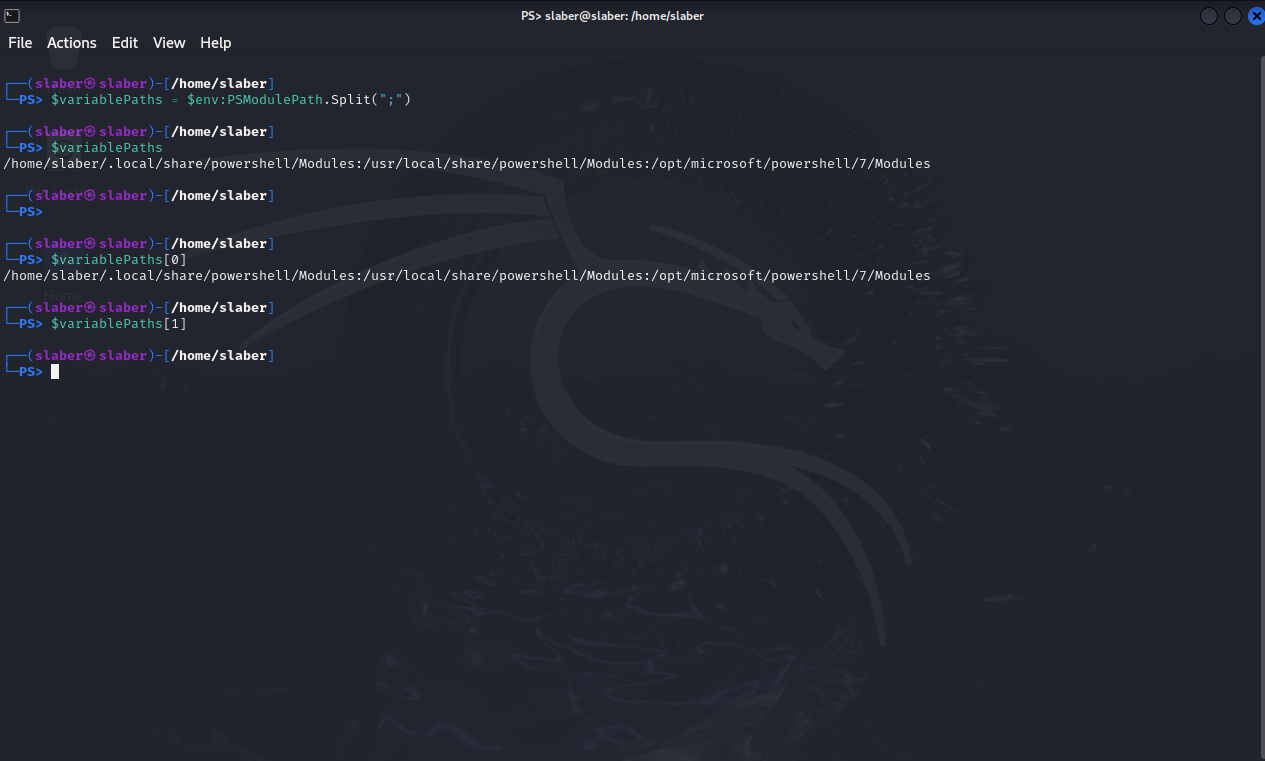 PS> slaber@slaber: /home/slaber
File Actions Edit View Help
┌──(slaber㉿slaber)-[/home/slaber]
└─PS> $variablePaths = $env:PSModulePath.Split(";")
┌──(slaber㉿slaber)-[/home/slaber]
└─PS> $variablePaths
/home/slaber/.local/share/powershell/Modules:/usr/local/share/powershell/Modules:/opt/microsoft/powershell/7/Modules
┌──(slaber㉿slaber)-[/home/slaber]
└─PS>
┌──(slaber㉿slaber)-[/home/slaber]
└─PS> $variablePaths[0]
/home/slaber/.local/share/powershell/Modules:/usr/local/share/powershell/Modules:/opt/microsoft/powershell/7/Modules
Home
┌──(slaber㉿slaber)-[/home/slaber]
└─PS> $variablePaths[1]
┌──(slaber㉿slaber)-[/home/slaber]
└─PS>